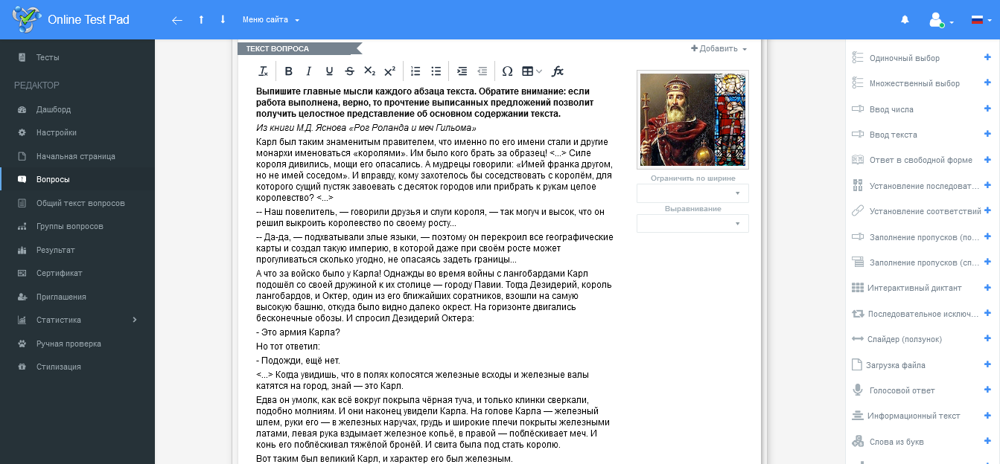 Online Test Pad
Меню сайта
Тесты
РЕДАКТОР
Дашборд
Настройки
Начальная страница
Вопросы
Общий текст вопросов
Группы вопросов
Результат
Сертификат
Приглашения
Статистика
Ручная проверка
Стилизация
ТЕКСТ ВОПРОСА
Добавить
Выпишите главные мысли каждого абзаца текста. Обратите внимание: если
работа выполнена, верно, то прочтение выписанных предложений позволит
получить целостное представление об основном содержании текста.
Из книги М.Д. Яснова «Рог Роланда и меч Гильома»
Карл был таким знаменитым правителем, что именно по его имени стали и другие
монархи именоваться «королями». Им было кого брать за образец! <...> Силе
короля дивились, мощи его опасались. А мудрецы говорили: «Имей франка другом,
но не имей соседом». И вправду, кому захотелось бы соседствовать с королём, для
которого сущий пустяк завоевать с десяток городов или прибрать к рукам целое
королевство? <...>
-- Наш повелитель, — говорили друзья и слуги короля, — так могуч и высок, что он
решил выкроить королевство по своему росту...
-- Да-да, — подхватывали злые языки, — поэтому он перекроил все географические
карты и создал такую империю, в которой даже при своём росте может
прогуливаться сколько угодно, не опасаясь задеть границы...
А что за войско было у Карла! Однажды во время войны с лангобардами Карл
подошёл со своей дружиной к их столице — городу Павии. Тогда Дезидерий, король
лангобардов, и Октер, один из его ближайших соратников, взошли на самую
высокую башню, откуда было видно далеко окрест. На горизонте двигались
бесконечные обозы. И спросил Дезидерий Октера:
- Это армия Карла?
Но тот ответил:
- Подожди, ещё нет.
<...> Когда увидишь, что в полях колосятся железные всходы и железные валы
катятся на город, знай — это Карл.
Едва он умолк, как всё вокруг покрыла чёрная туча, и только клинки сверкали,
подобно молниям. И они наконец увидели Карла. На голове Карла — железный
шлем, руки его — в железных наручах, грудь и широкие плечи покрыты железными
латами, левая рука вздымает железное копьё, в правой — поблёскивает меч. И
конь его поблёскивал тяжёлой бронёй. И свита была под стать королю.
Вот таким был великий Карл, и характер его был железным.
Ограничить по ширине
Выравнивание
Одиночный выбор
Множественный выбор
Ввод числа
Ввод текста
Ответ в свободной форме
Установление последоват...
Установление соответствий
Заполнение пропусков (по...
Заполнение пропусков (сп...
Интерактивный диктант
Последовательное исключ...
Слайдер (ползунок)
Загрузка файла
Голосовой ответ
Информационный текст
Слова из букв